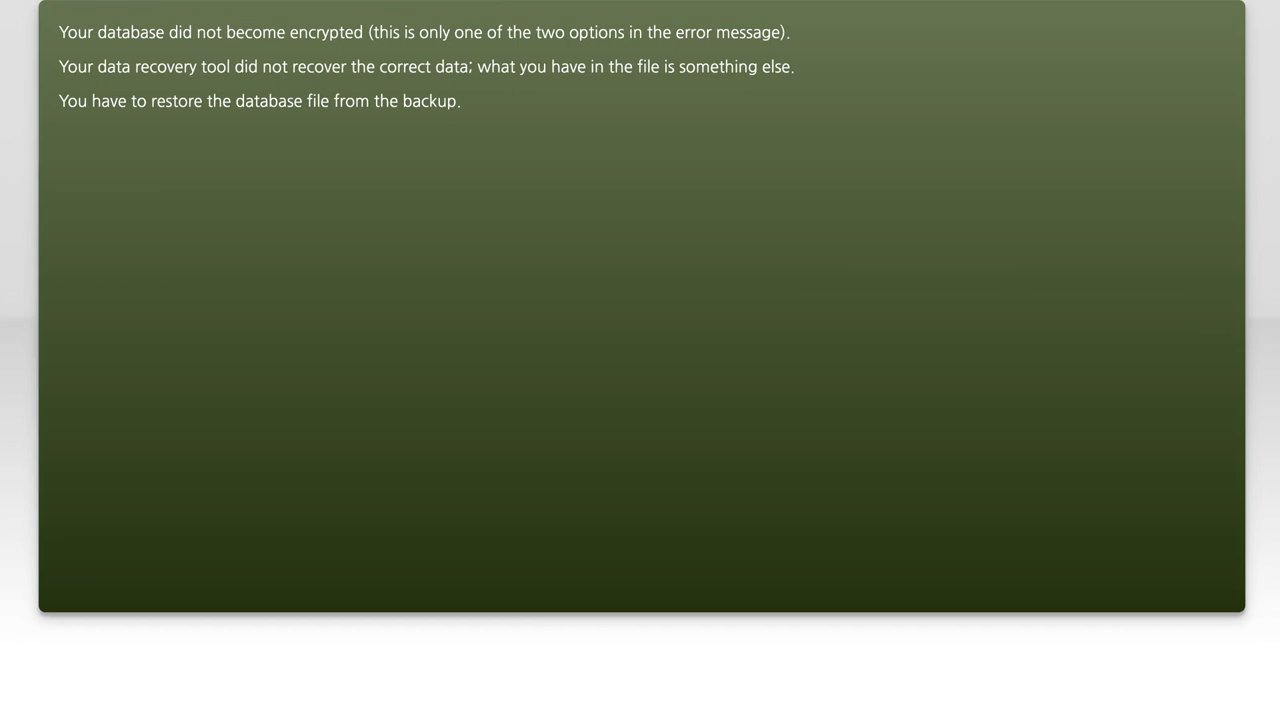 Your database did not become encrypted (this is only one of the two options in the error message).
Your data recovery tool did not recover the correct data; what you have in the file is something else.
You have to restore the database file from the backup.